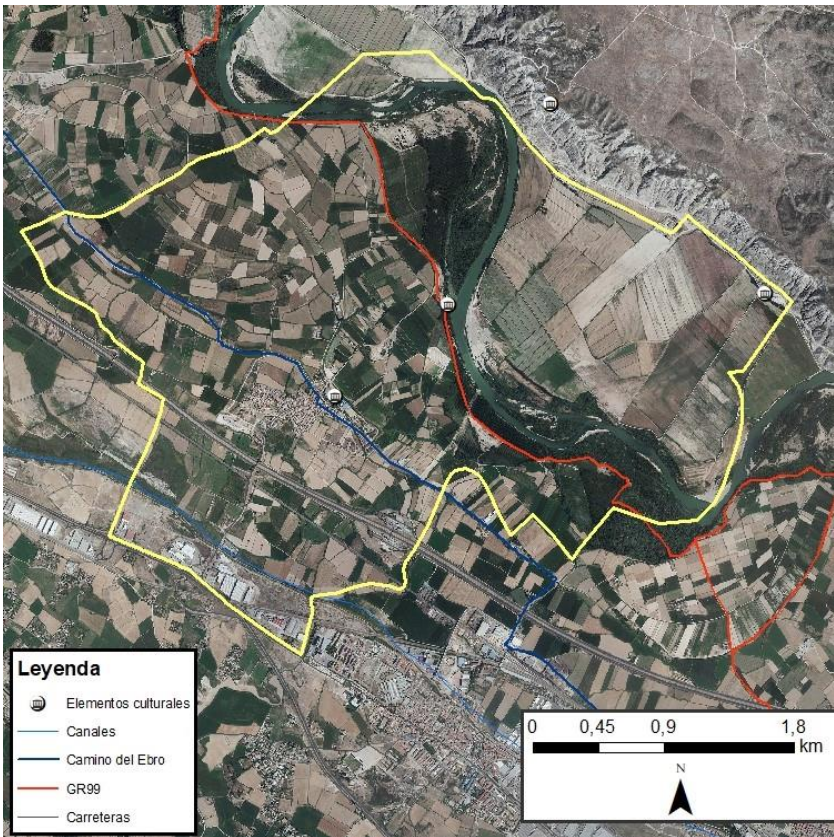 Leyenda
Elementos culturales
Canales
Camino del Ebro
GR99
Carreteras
0 0,45 0,9 1,8
km
N